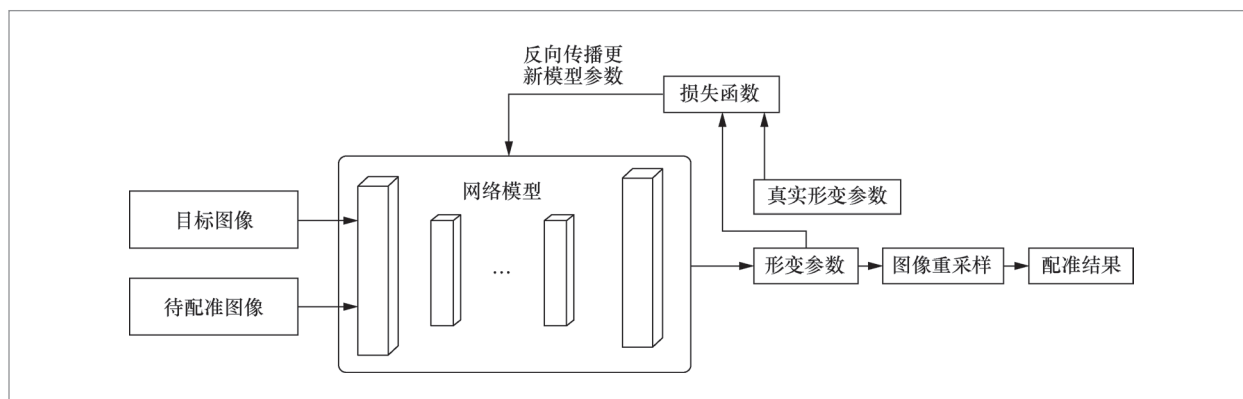 反向传播更
新模型参数
损失函数
网络模型
真实形变参数
目标图像
待配准图像
...
形变参数
图像重采样
配准结果